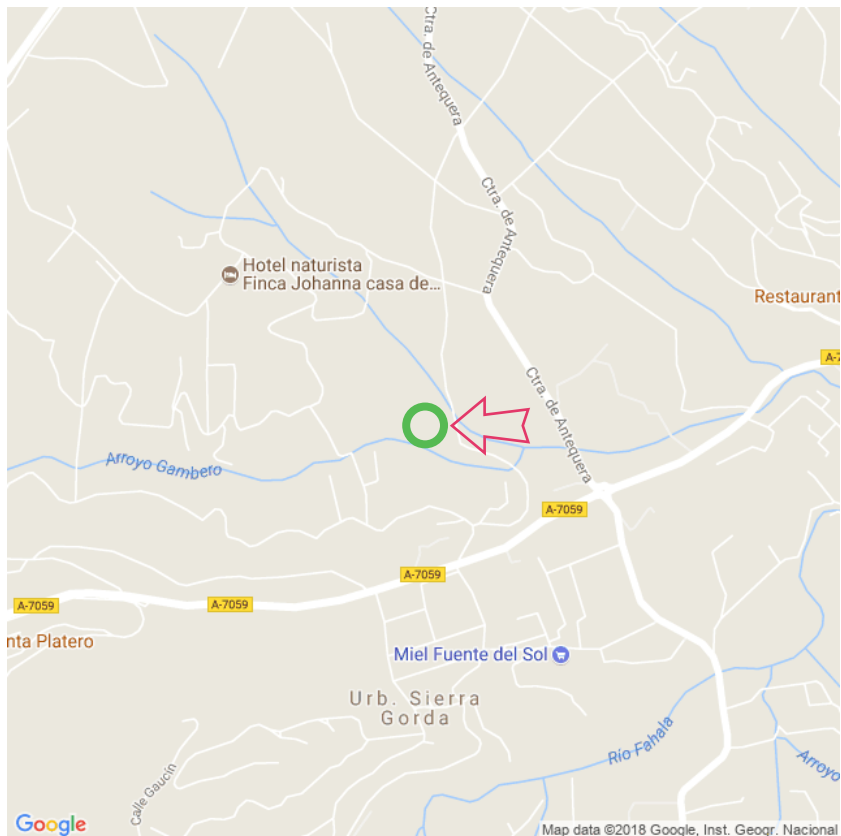 Ctra. de Antequera
Ctra. de Antequera
Hotel naturista
Finca Johanna casa de...
Restaurant
A-7
Ctra. de Antequera
Arroyo Gambero
A-7059
A-7059
A-7059
A-7059
nta Platero
Miel Fuente del Sol
Urb. Sierra
Gorda
Río Fahala
Arroyo
Calle Gaucín
Google
Map data ©2018 Google, Inst. Geogr. Nacional